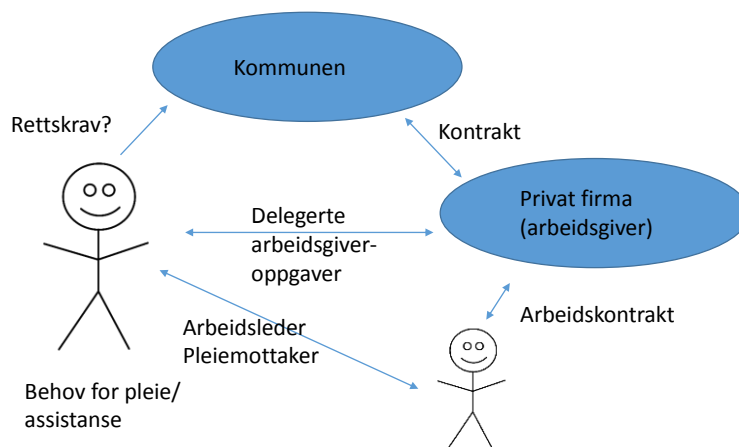 Kommunen
Rettskrav?
Kontrakt
Privat firma
(arbeidsgiver)
Delegerte
arbeidsgiver-
oppgaver
Arbeidskontrakt
Arbeidsleder
Pleiemottaker
Behov for pleie/
assistanse